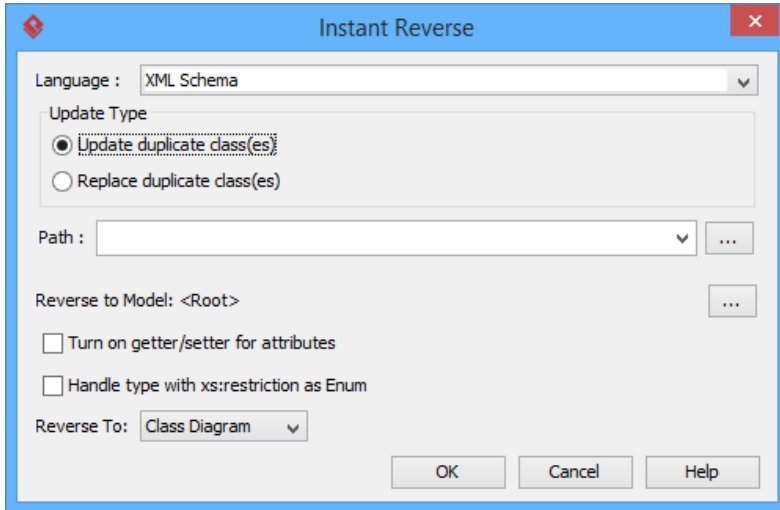 Instant Reverse
Language : XML Schema
Update Type
Update duplicate class(es)
Replace duplicate class(es)
Path : ...
Reverse to Model: <Root> ...
Turn on getter/setter for attributes
Handle type with xs:restriction as Enum
Reverse To: Class Diagram
OK Cancel Help